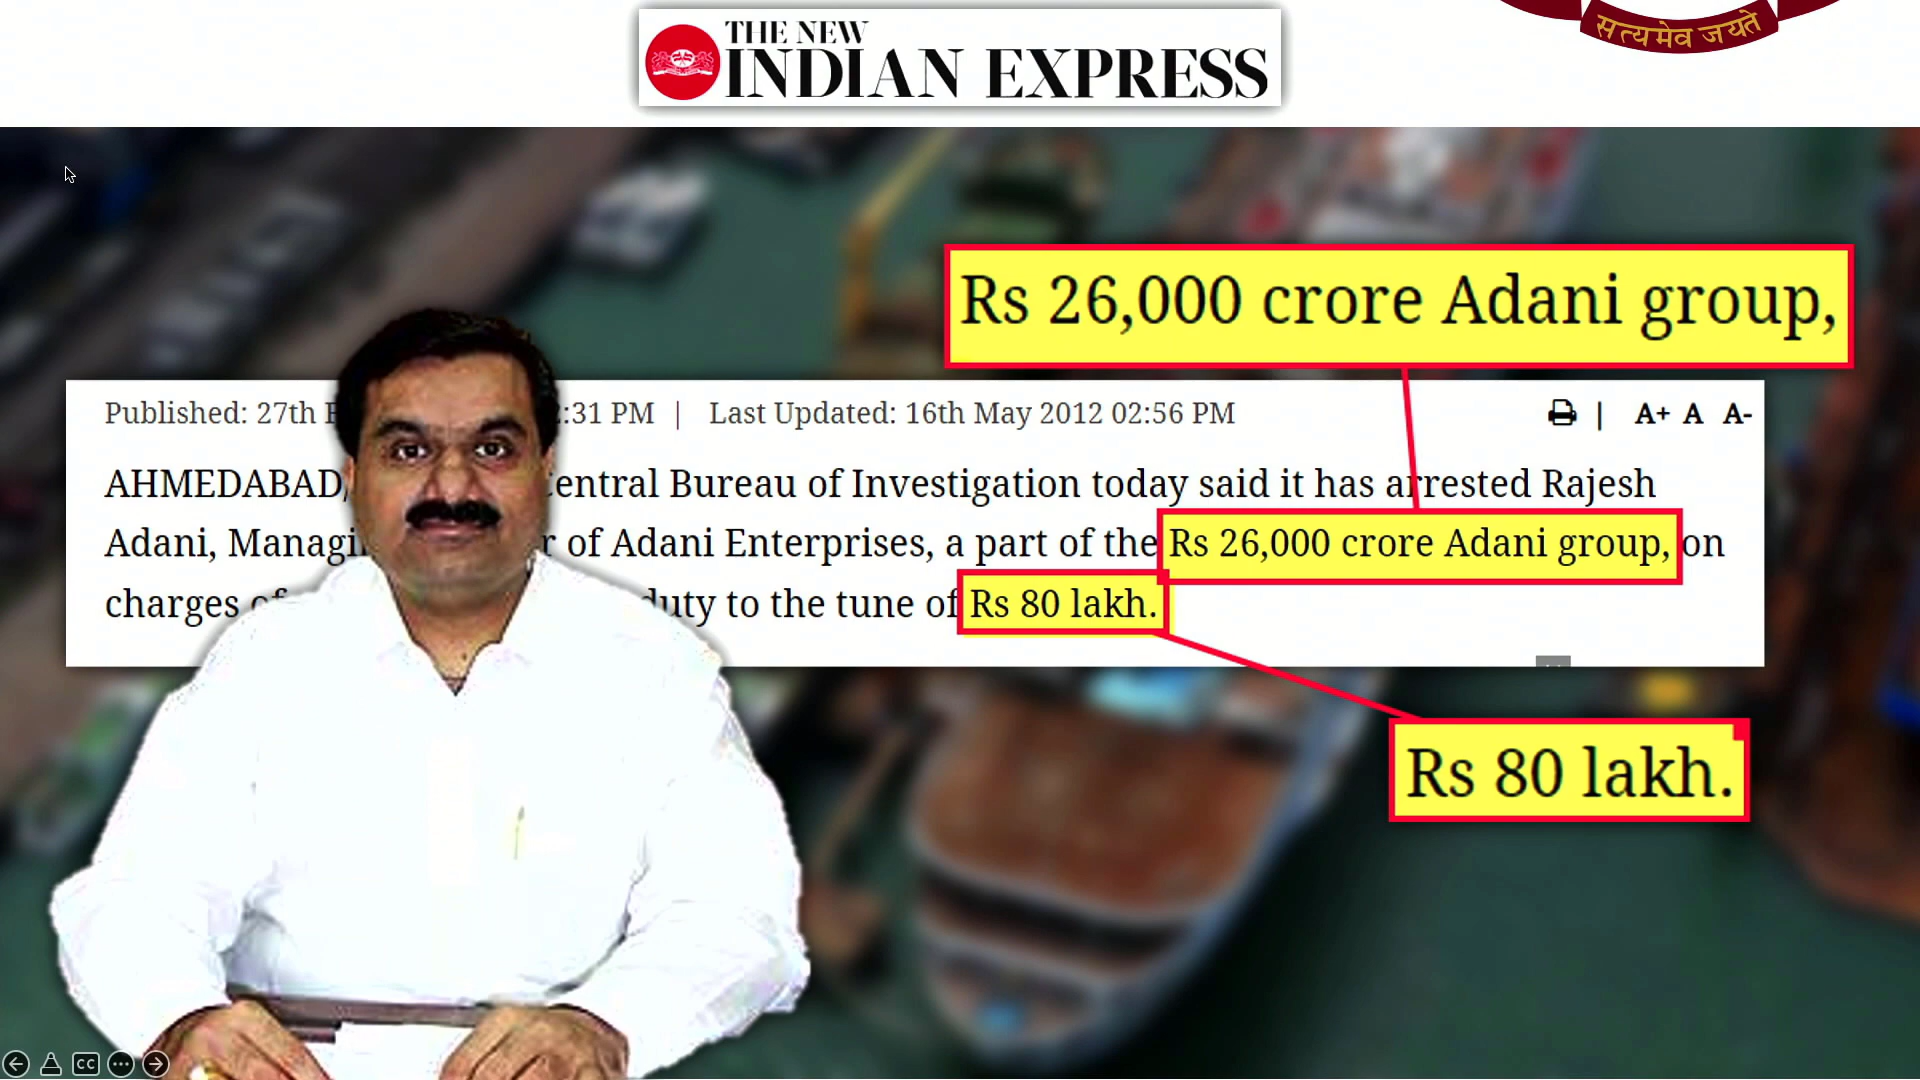 THE NEW
INDIAN EXPRESS
सत्यमेव जयते
Rs 26,000 crore Adani group,
Published: 27th :31 PM | Last Updated: 16th May 2012 02:56 PM | A+ A A-
AHMEDABAD/ entral Bureau of Investigation today said it has arrested Rajesh
Adani, Managi r of Adani Enterprises, a part of the Rs 26,000 crore Adani group, on
charges duty to the tune of Rs 80 lakh.
Rs 80 lakh.
CC